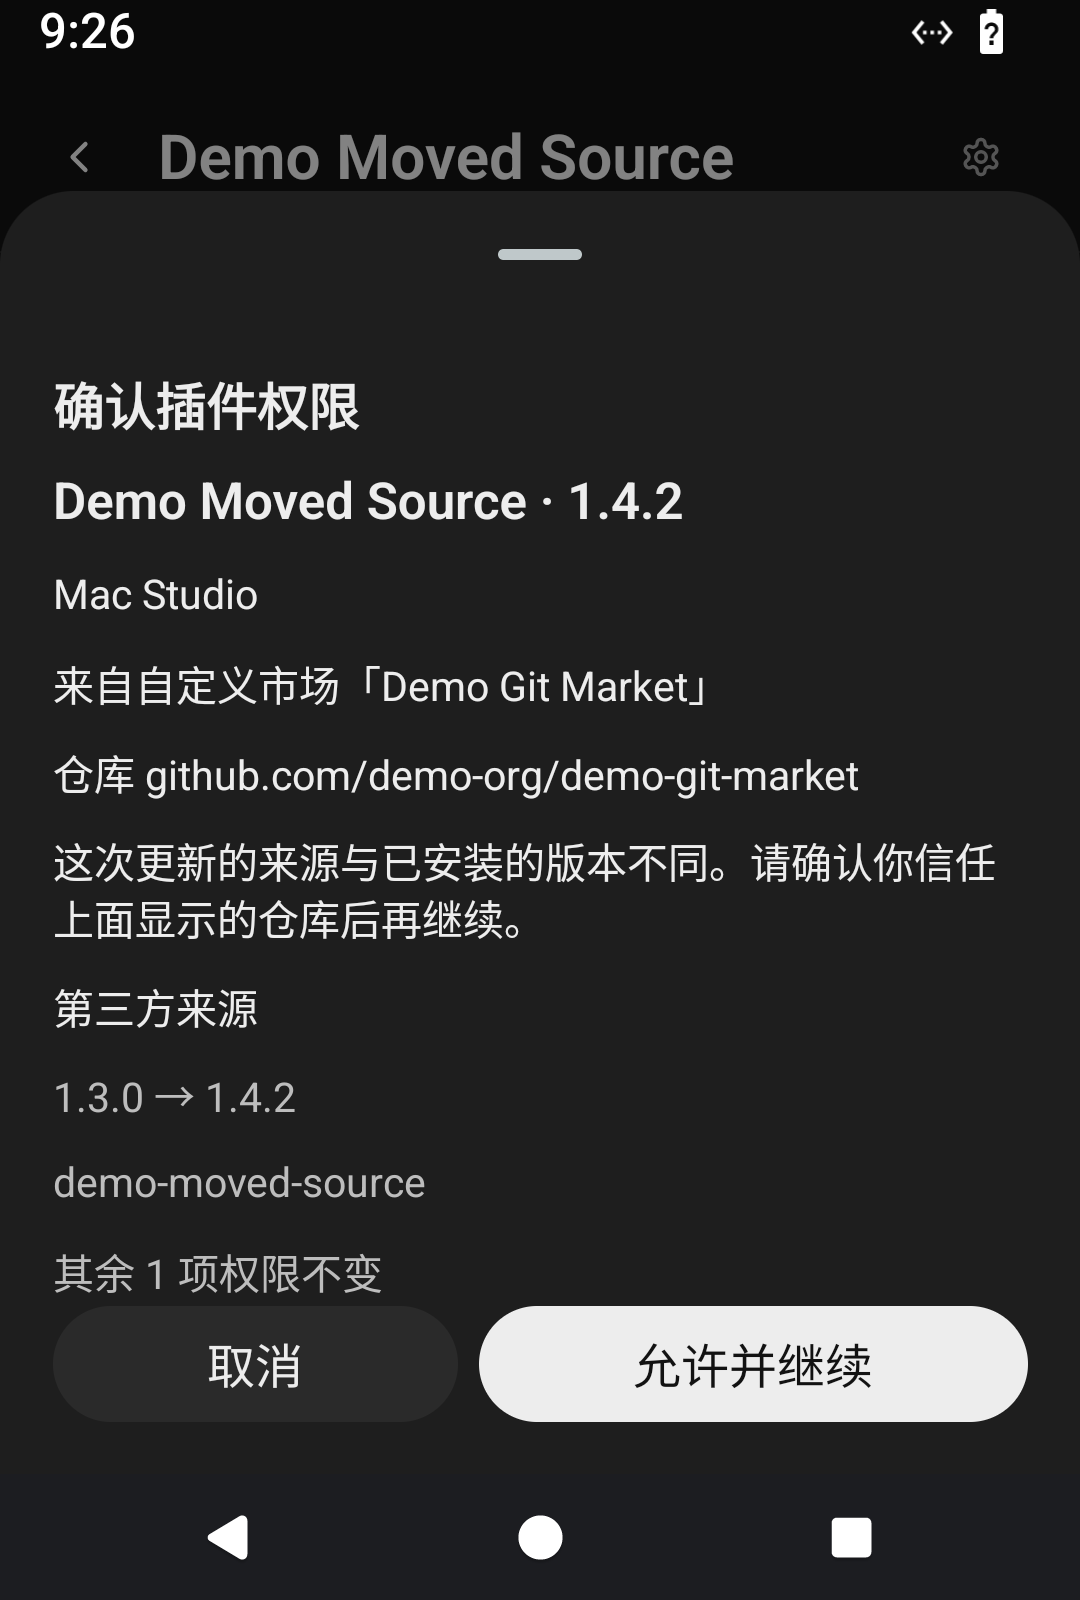 9:26
Demo Moved Source
确认插件权限
Demo Moved Source · 1.4.2
Mac Studio
来自自定义市场「Demo Git Market」
仓库 github.com/demo-org/demo-git-market
这次更新的来源与已安装的版本不同。请确认你信任
上面显示的仓库后再继续。
第三方来源
1.3.0 → 1.4.2
demo-moved-source
其余 1 项权限不变
取消
允许并继续